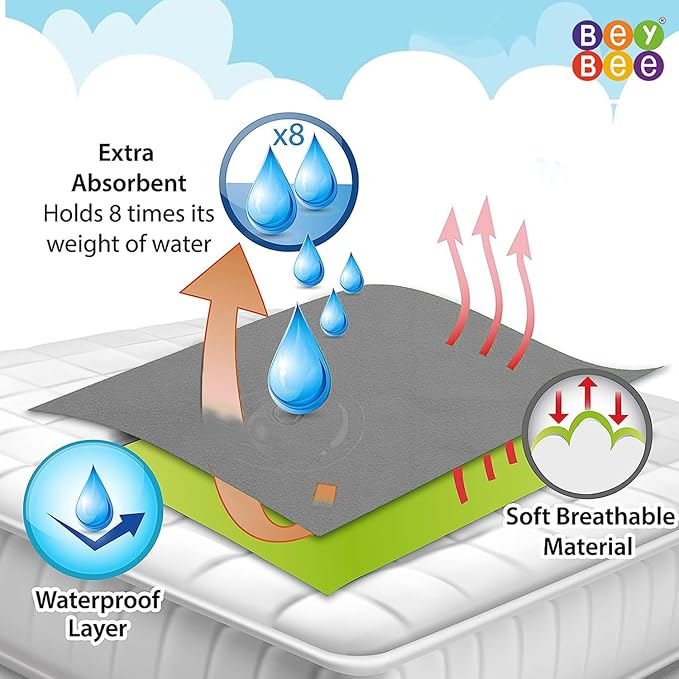 Bey®
Bee
x8
Extra
Absorbent
Holds 8 times its
weight of water
Soft Breathable
Material
Waterproof
Layer